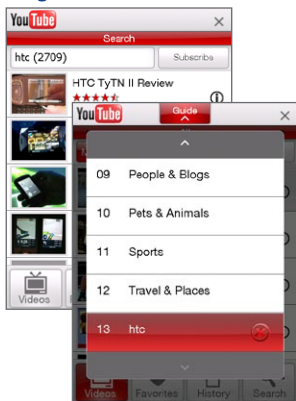 YouTube
Search
htc (2709)
Subscribe
HTC TyTN II Review
YouTube
Guide
09 People & Blogs
10 Pets & Animals
11 Sports
12 Travel & Places
13 htc
Videos
Videos
Favorites
History
Search